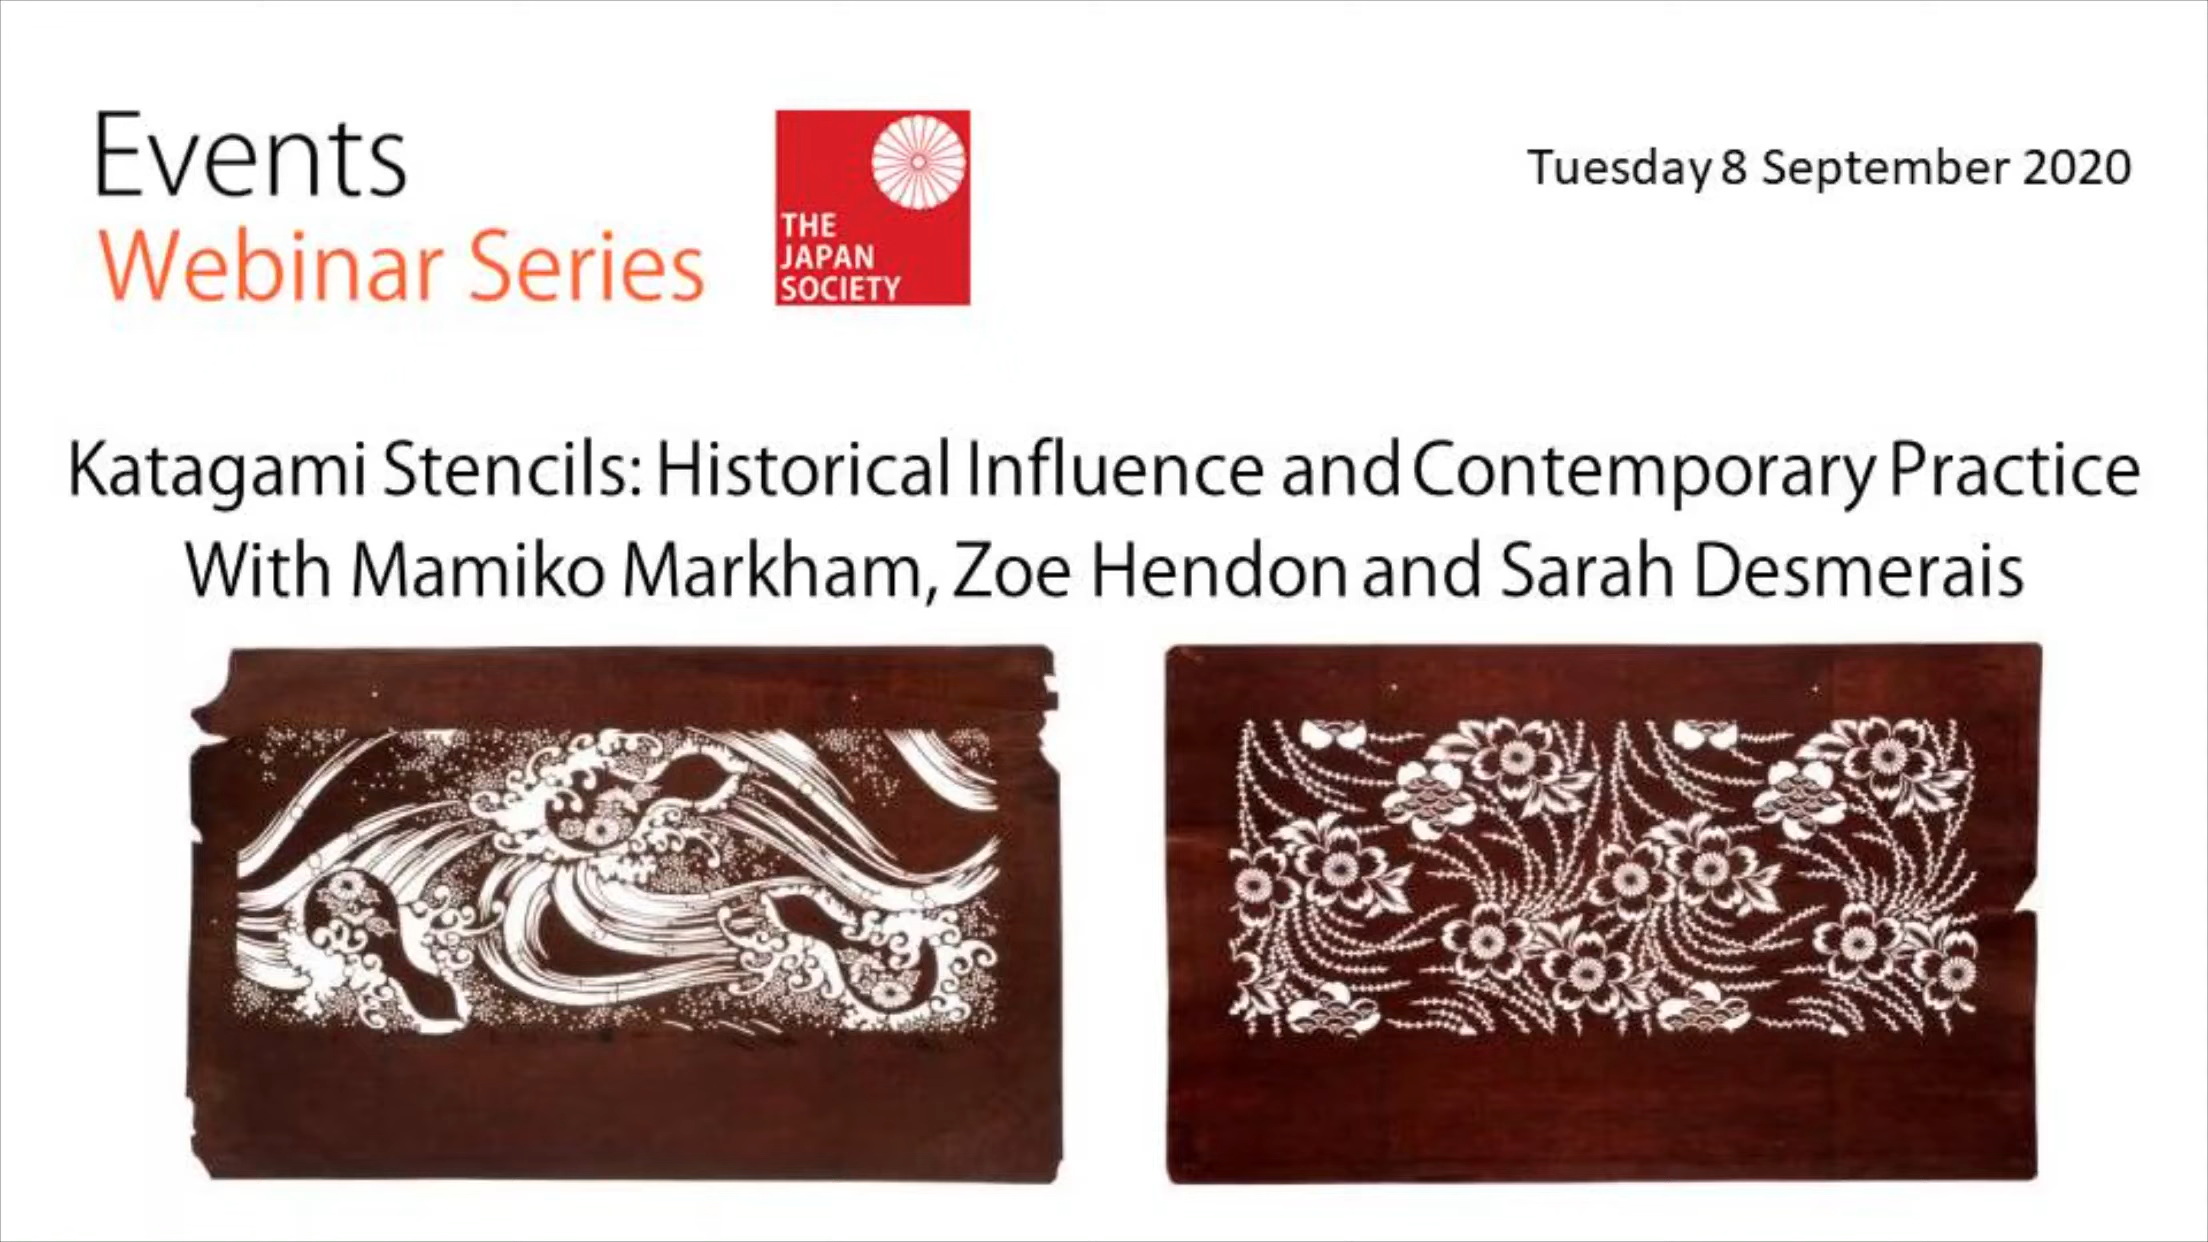 Events
Webinar Series
THE
JAPAN
SOCIETY
Tuesday 8 September 2020
Katagami Stencils: Historical Influence and Contemporary Practice
With Mamiko Markham, Zoe Hendon and Sarah Desmerais